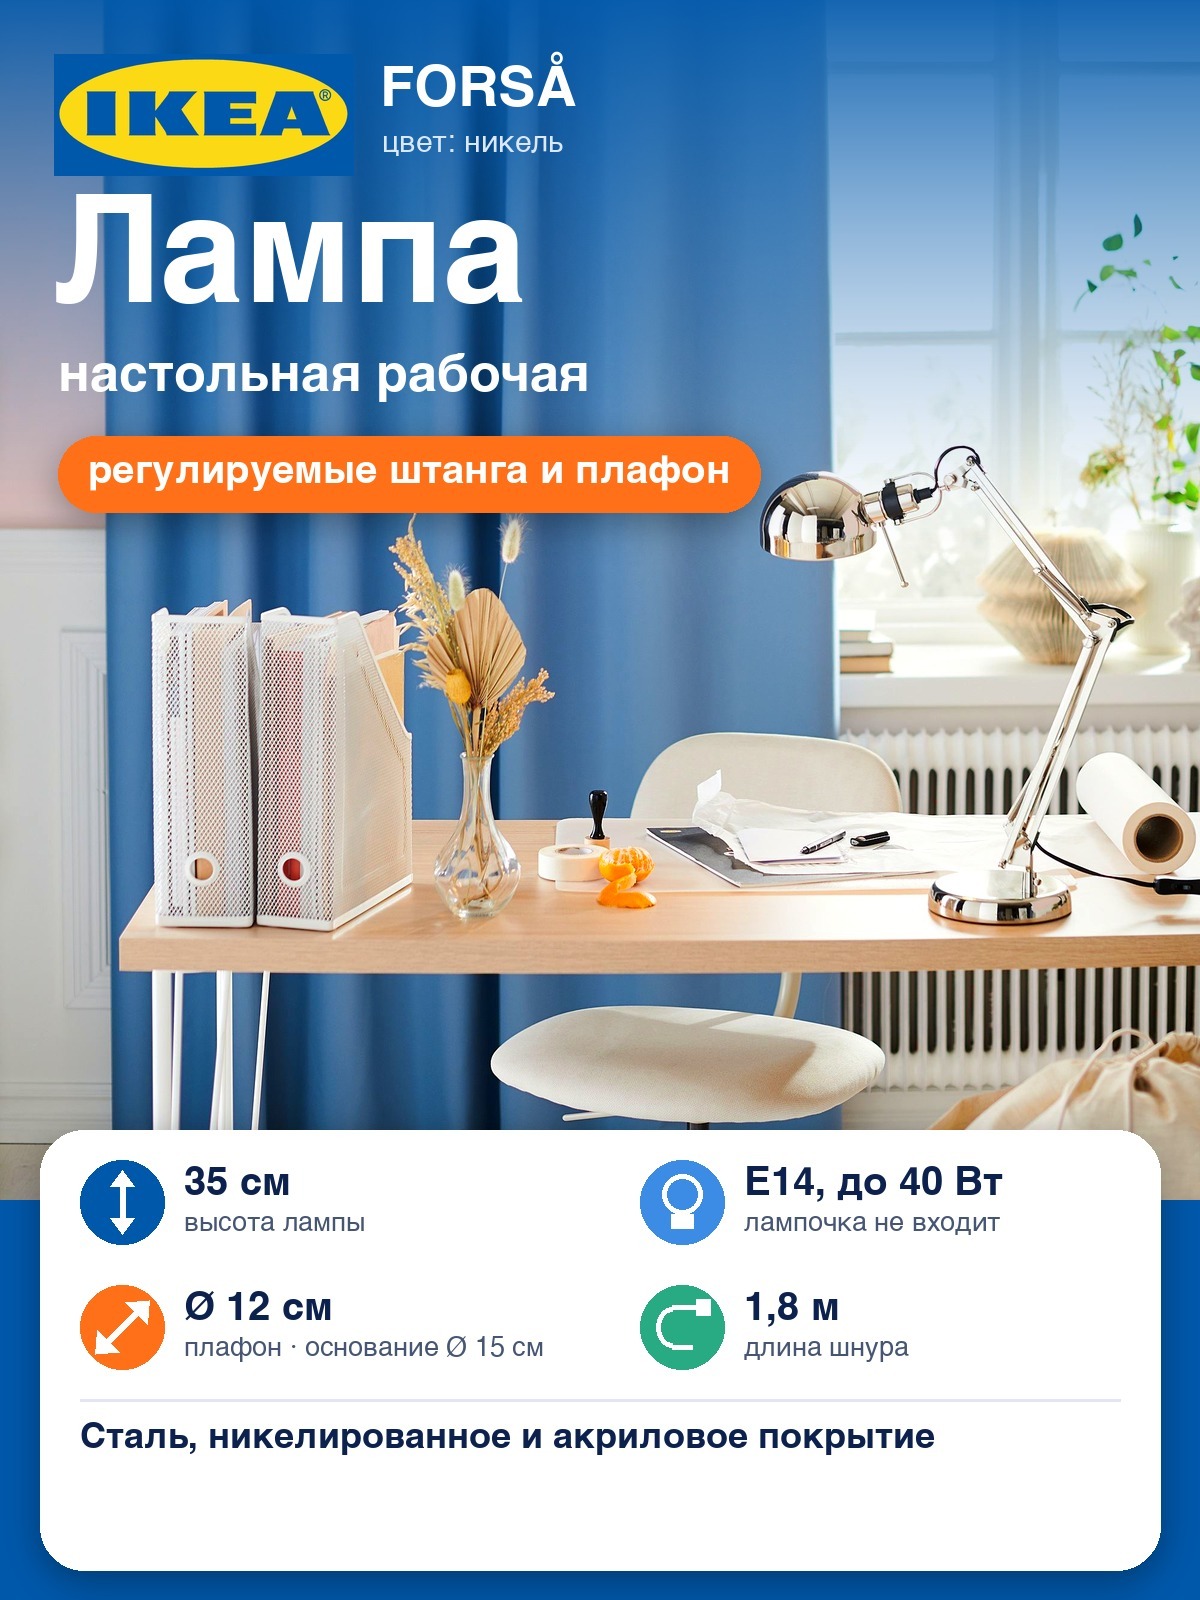 IKEA®
FORSÅ
цвет: никель
Лампа
настольная рабочая
регулируемые штанга и плафон
35 см
высота лампы
E14, до 40 Вт
лампочка не входит
Ø 12 см
плафон · основание Ø 15 см
1,8 м
длина шнура
Сталь, никелированное и акриловое покрытие